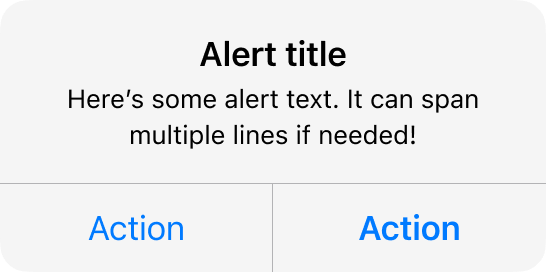 Alert title
Here’s some alert text. It can span
multiple lines if needed!
Action
Action